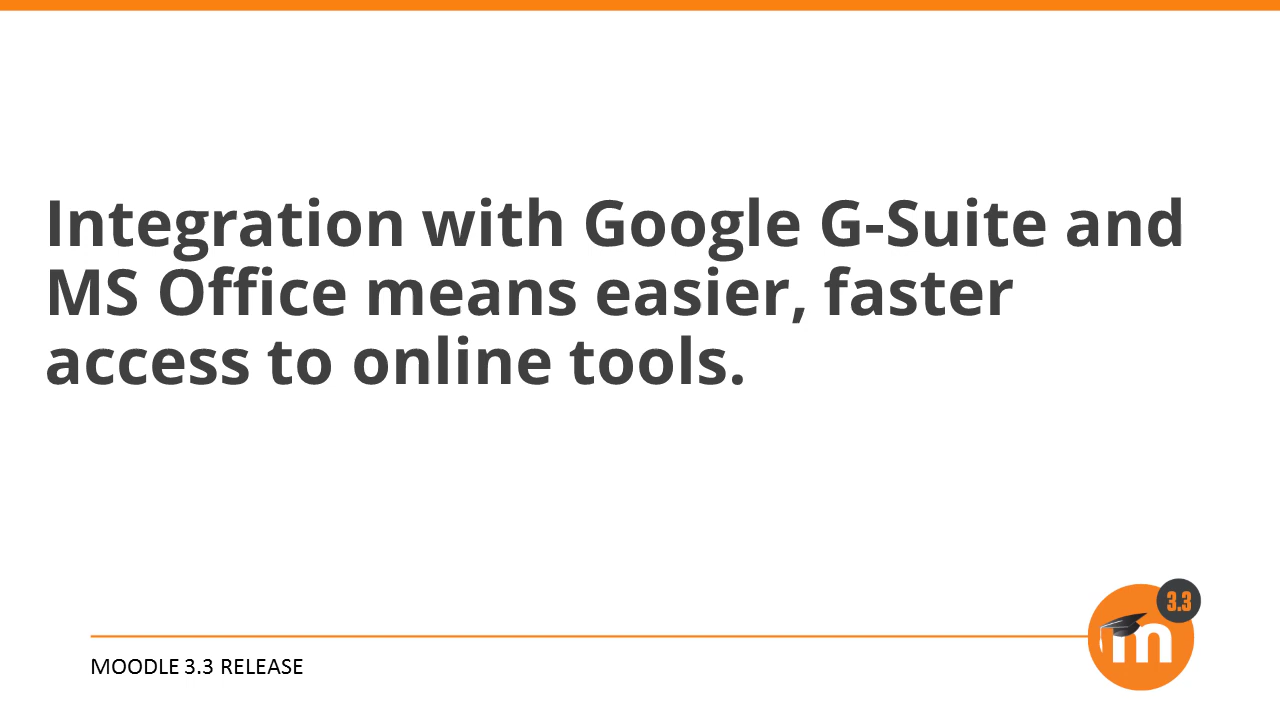 Integration with Google G-Suite and
MS Office means easier, faster
access to online tools.
3.3
m
MOODLE 3.3 RELEASE